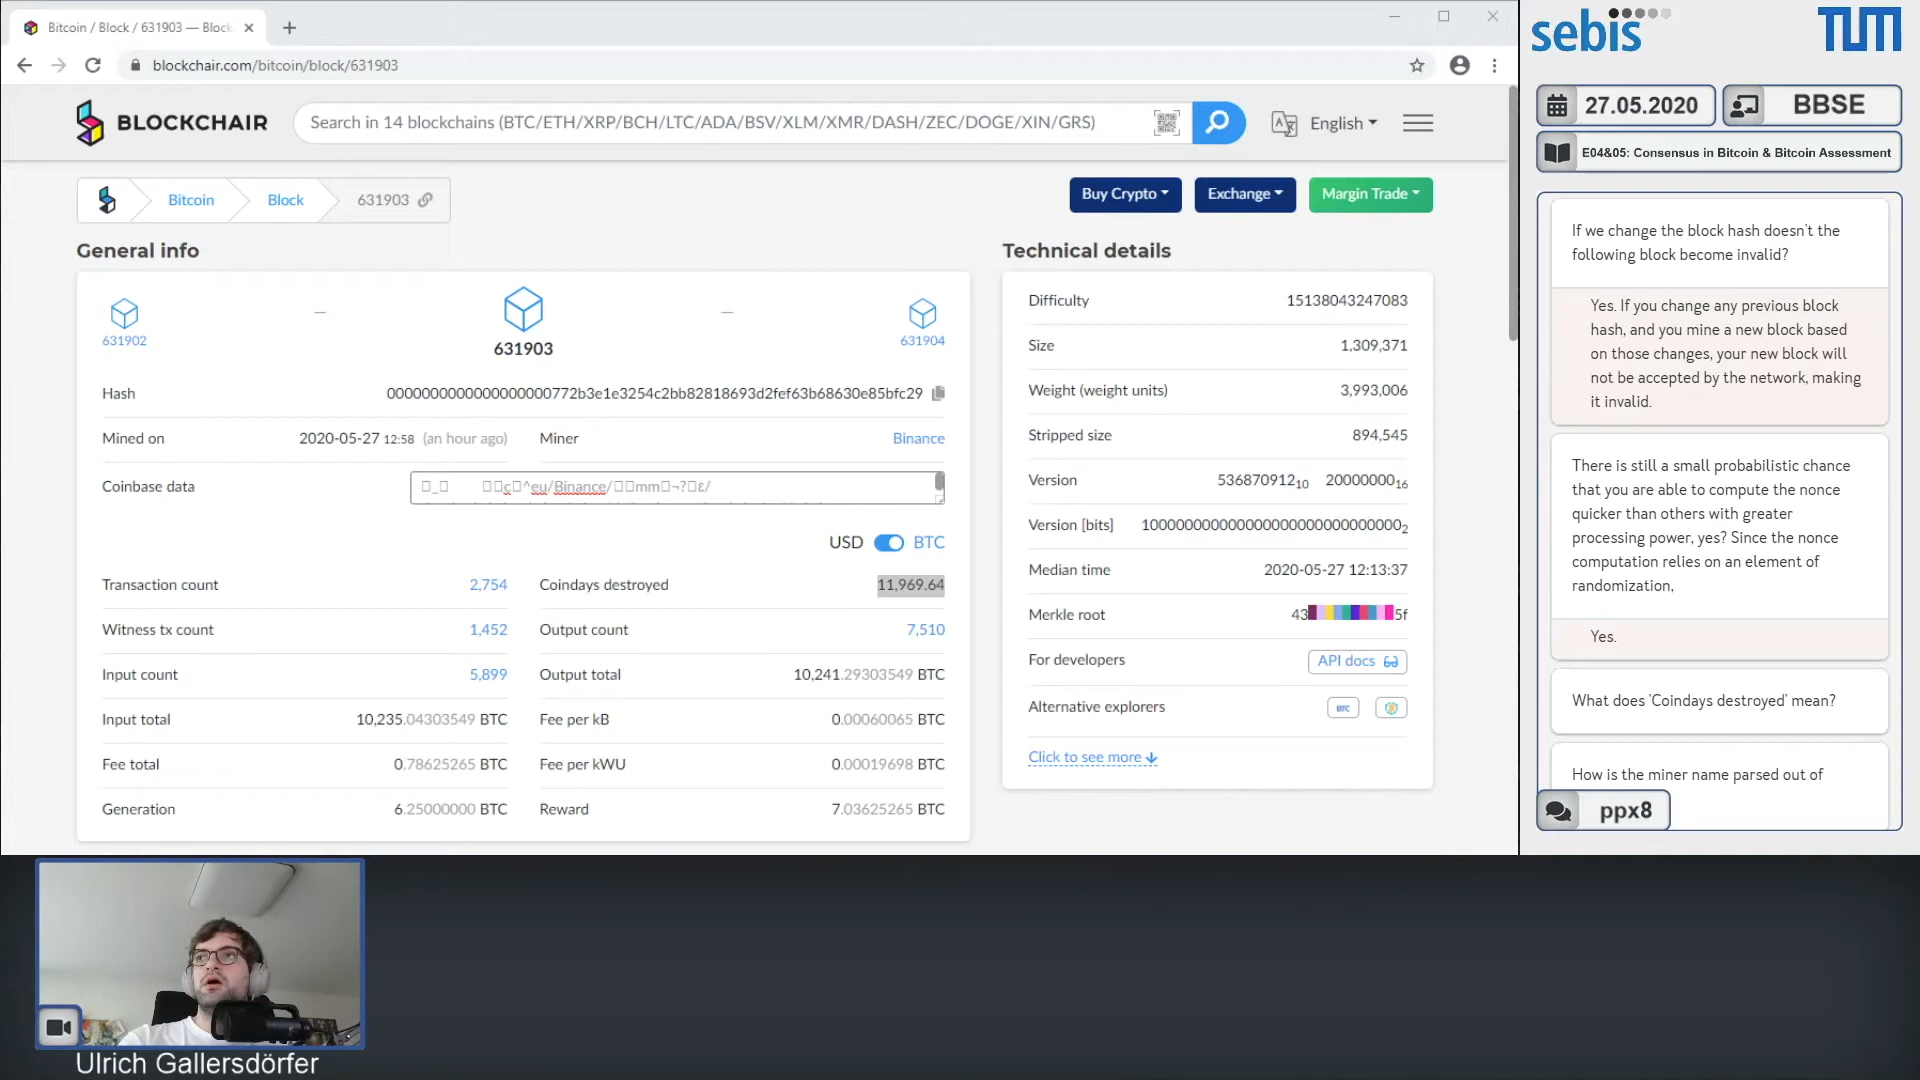 Bitcoin / Block / 631903 — Block
blockchair.com/bitcoin/block/631903
BLOCKCHAIR
Search in 14 blockchains (BTC/ETH/XRP/BCH/LTC/ADA/BSV/XLM/XMR/DASH/ZEC/DOGE/XIN/GRS)
English
Bitcoin
Block
631903
Buy Crypto
Exchange
Margin Trade
General info
631902
—
631903
—
631904
Hash 0000000000000000000772b3e1e3254c2bb82818693d2fef63b68630e85bfc29
Mined on 2020-05-27 12:58 (an hour ago) Miner Binance
Coinbase data
eu/Binance/
USD BTC
Transaction count 2,754 Coindays destroyed 11,969.64
Witness tx count 1,452 Output count 7,510
Input count 5,899 Output total 10,241.29303549 BTC
Input total 10,235.04303549 BTC Fee per kB 0.00060065 BTC
Fee total 0.78625265 BTC Fee per kWU 0.00019698 BTC
Generation 6.25000000 BTC Reward 7.03625265 BTC
Technical details
Difficulty 15138043247083
Size 1,309,371
Weight (weight units) 3,993,006
Stripped size 894,545
Version 536870912₁₀ 20000000₁₆
Version [bits] 100000000000000000000000000000₂
Median time 2020-05-27 12:13:37
Merkle root 43 5f
For developers API docs
Alternative explorers BTC
Click to see more
sebis TUM
27.05.2020 BBSE
E04&05: Consensus in Bitcoin & Bitcoin Assessment
If we change the block hash doesn't the
following block become invalid?
Yes. If you change any previous block
hash, and you mine a new block based
on those changes, your new block will
not be accepted by the network, making
it invalid.
There is still a small probabilistic chance
that you are able to compute the nonce
quicker than others with greater
processing power, yes? Since the nonce
computation relies on an element of
randomization,
Yes.
What does 'Coindays destroyed' mean?
How is the miner name parsed out of
ppx8
Ulrich Gallersdörfer